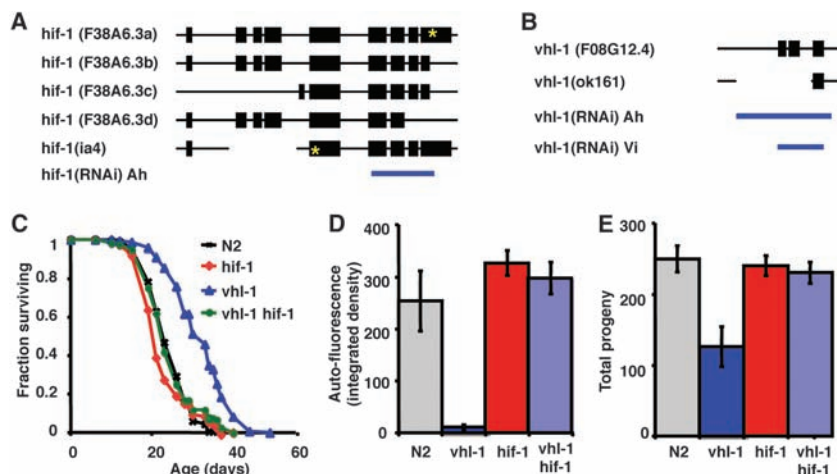 A
hif-1 (F38A6.3a)
hif-1 (F38A6.3b)
hif-1 (F38A6.3c)
hif-1 (F38A6.3d)
hif-1(ia4)
hif-1(RNAi) Ah
*
*
B
vhl-1 (F08G12.4)
vhl-1(ok161)
vhl-1(RNAi) Ah
vhl-1(RNAi) Vi
C
Fraction surviving
1
0.8
0.6
0.4
0.2
0
0
20
40
60
Age (days)
N2
hif-1
vhl-1
vhl-1 hif-1
D
Auto-fluorescence
(integrated density)
400
300
200
100
0
N2
vhl-1
hif-1
vhl-1
hif-1
E
Total progeny
300
200
100
0
N2
vhl-1
hif-1
vhl-1
hif-1